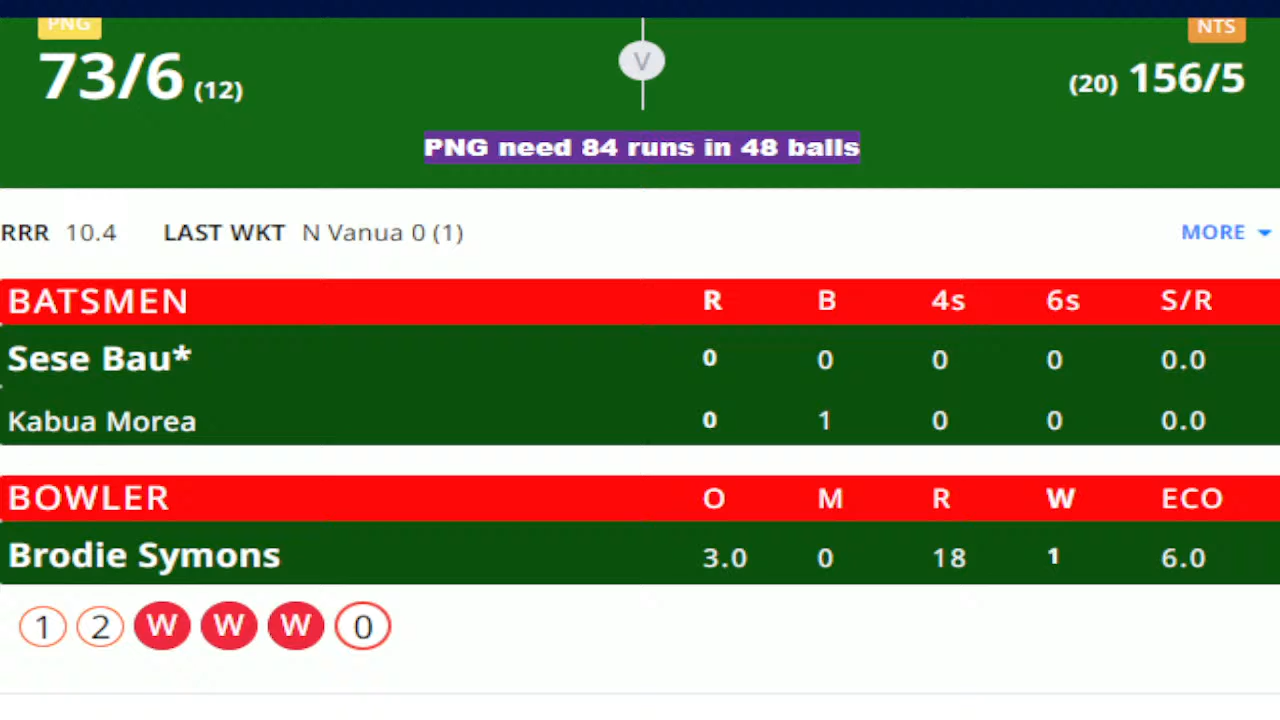 PNG NTS
73/6 (12) V (20) 156/5
PNG need 84 runs in 48 balls
RRR 10.4 LAST WKT N Vanua 0 (1) MORE
BATSMEN R B 4s 6s S/R
Sese Bau* 0 0 0 0 0.0
Kabua Morea 0 1 0 0 0.0
BOWLER O M R W ECO
Brodie Symons 3.0 0 18 1 6.0
1 2 W W W 0